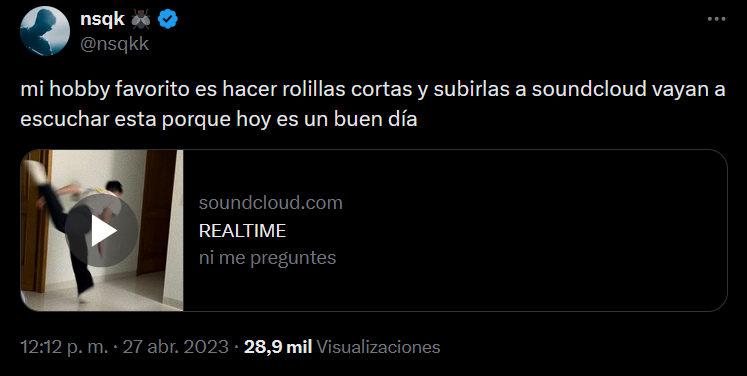 nsqk 🪰
@nsqkk
mi hobby favorito es hacer rolillas cortas y subirlas a soundcloud vayan a
escuchar esta porque hoy es un buen día
soundcloud.com
REALTIME
ni me preguntes
12:12 p. m. · 27 abr. 2023 · 28,9 mil Visualizaciones